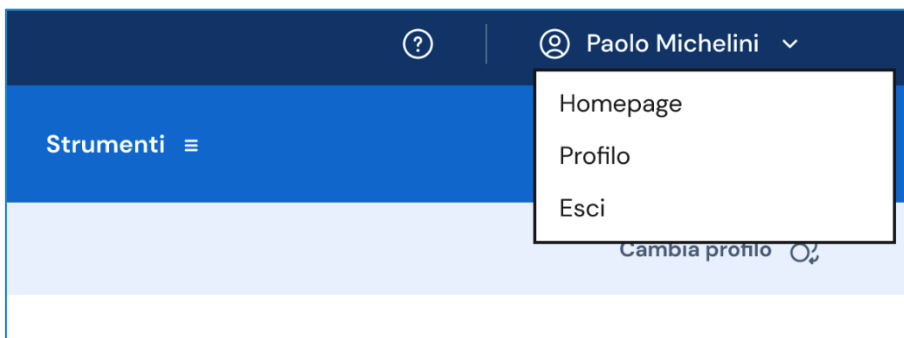 Paolo Michelini
Homepage
Strumenti
Profilo
Esci
Cambia profilo